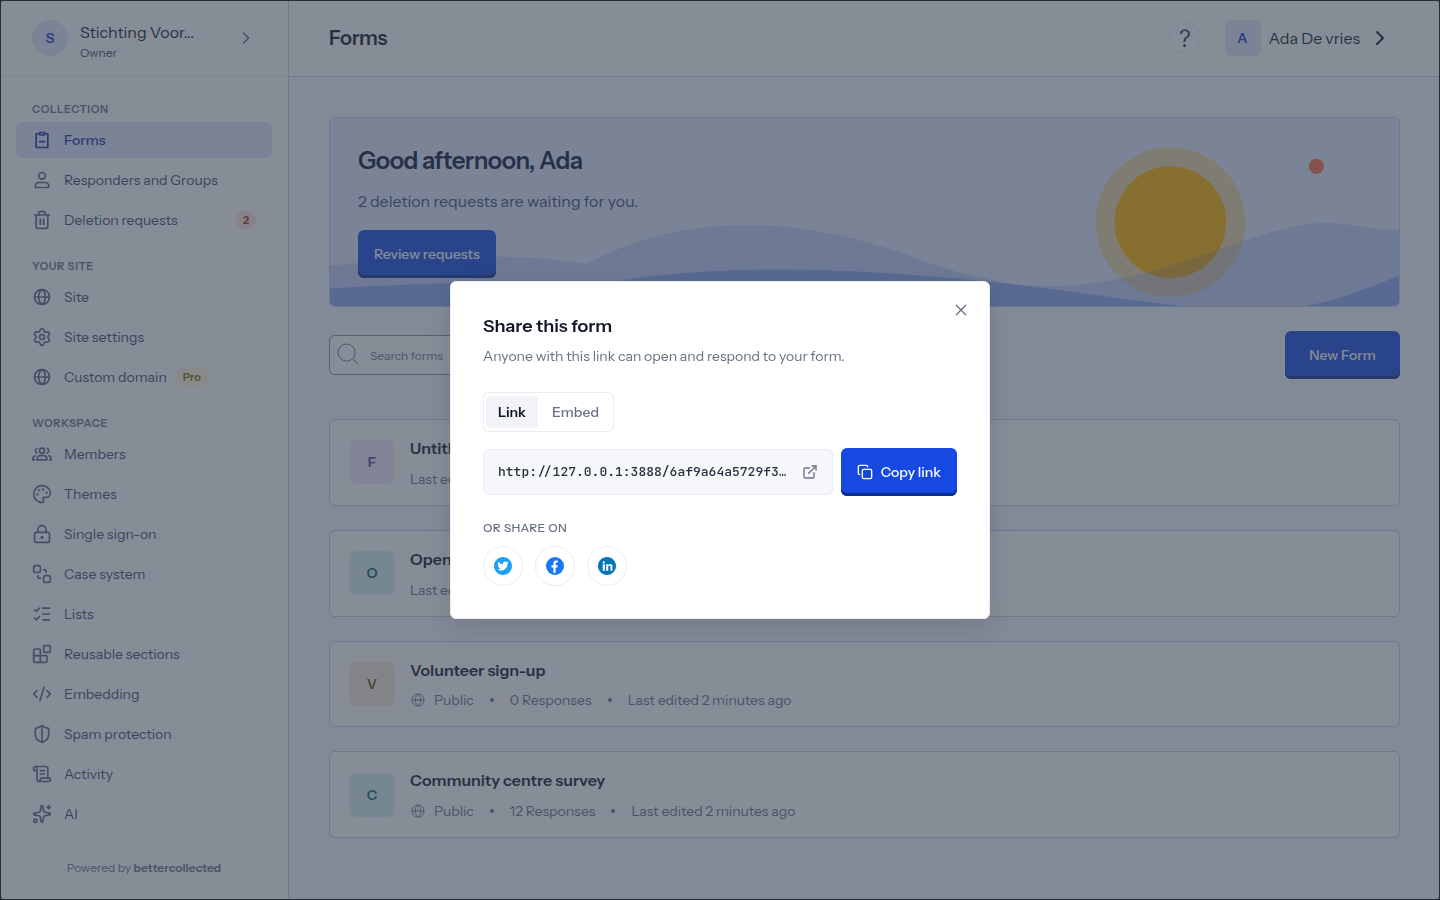 S
Stichting Voor...
Owner
Forms
?
A
Ada De vries
COLLECTION
Forms
Responders and Groups
Deletion requests
2
YOUR SITE
Site
Site settings
Custom domain
Pro
WORKSPACE
Members
Themes
Single sign-on
Case system
Lists
Reusable sections
Embedding
Spam protection
Activity
AI
Powered by bettercollected
Good afternoon, Ada
2 deletion requests are waiting for you.
Review requests
Search forms
New Form
F
O
Open
V
Volunteer sign-up
Public • 0 Responses • Last edited 2 minutes ago
C
Community centre survey
Public • 12 Responses • Last edited 2 minutes ago
Share this form
Anyone with this link can open and respond to your form.
Link
Embed
http://127.0.0.1:3888/6af9a64a5729f3…
Copy link
OR SHARE ON